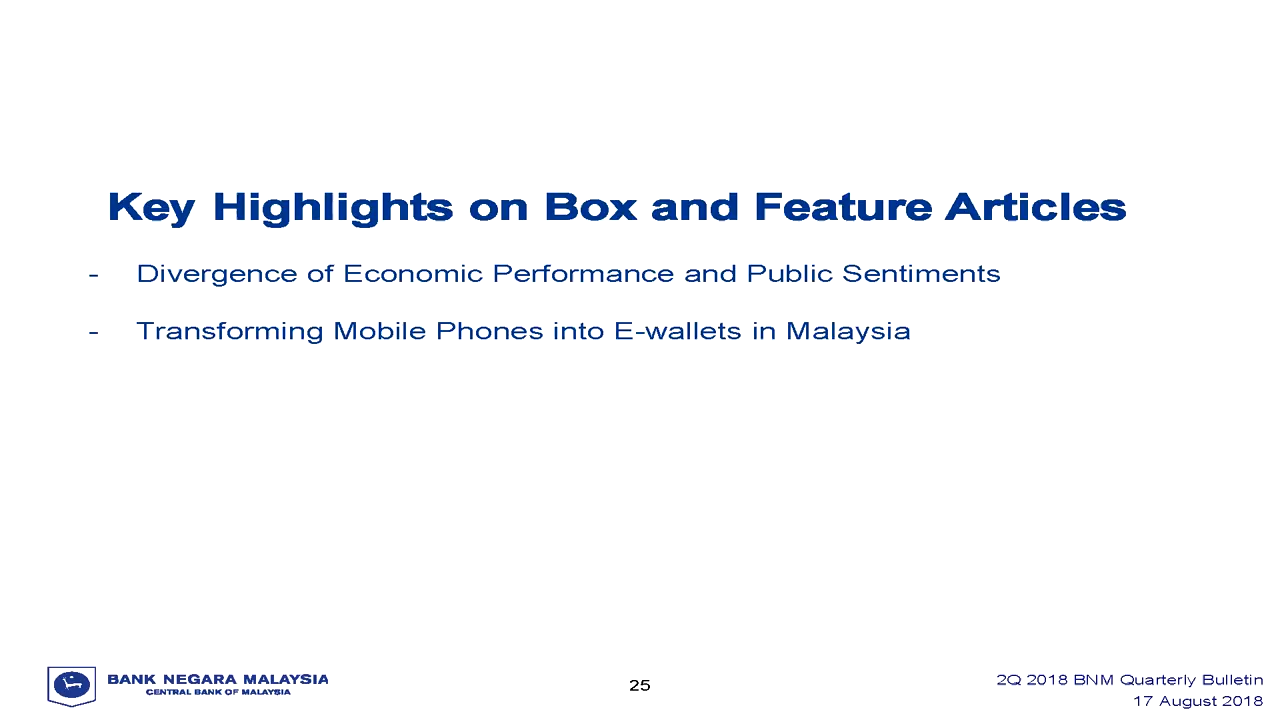 Key Highlights on Box and Feature Articles
- Divergence of Economic Performance and Public Sentiments
- Transforming Mobile Phones into E-wallets in Malaysia
BANK NEGARA MALAYSIA
CENTRAL BANK OF MALAYSIA
25
2Q 2018 BNM Quarterly Bulletin
17 August 2018